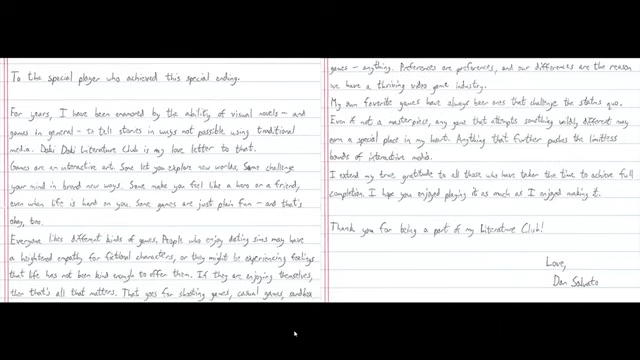 To the special player who achieved this special ending.
For years, I have been enamored by the ability of visual novels — and
games in general — to tell stories in ways not possible using traditional
media. Doki Doki Literature Club is my love letter to that.
Games are an interactive art. Some let you explore new worlds. Some challenge
your mind in brand new ways. Some make you feel like a hero or a friend,
even when life is hard on you. Some games are just plain fun — and that's
okay, too.
Everyone likes different kinds of games. People who enjoy dating sims may have
a heightened empathy for fictional characters, or they might be experiencing feelings
that life has not been kind enough to offer them. If they are enjoying themselves,
then that's all that matters. That goes for shooting games, casual games, sandbox
games — anything. Preferences are preferences, and our differences are the reason
we have a thriving video game industry.
My own favorite games have always been ones that challenge the status quo.
Even if not a masterpiece, any game that attempts something wildly different may
earn a special place in my heart. Anything that further pushes the limitless
bounds of interactive media.
I extend my true gratitude to all those who have taken the time to achieve full
completion. I hope you enjoyed playing it as much as I enjoyed making it.
Thank you for being a part of my Literature Club!
Love,
Dan Salvato